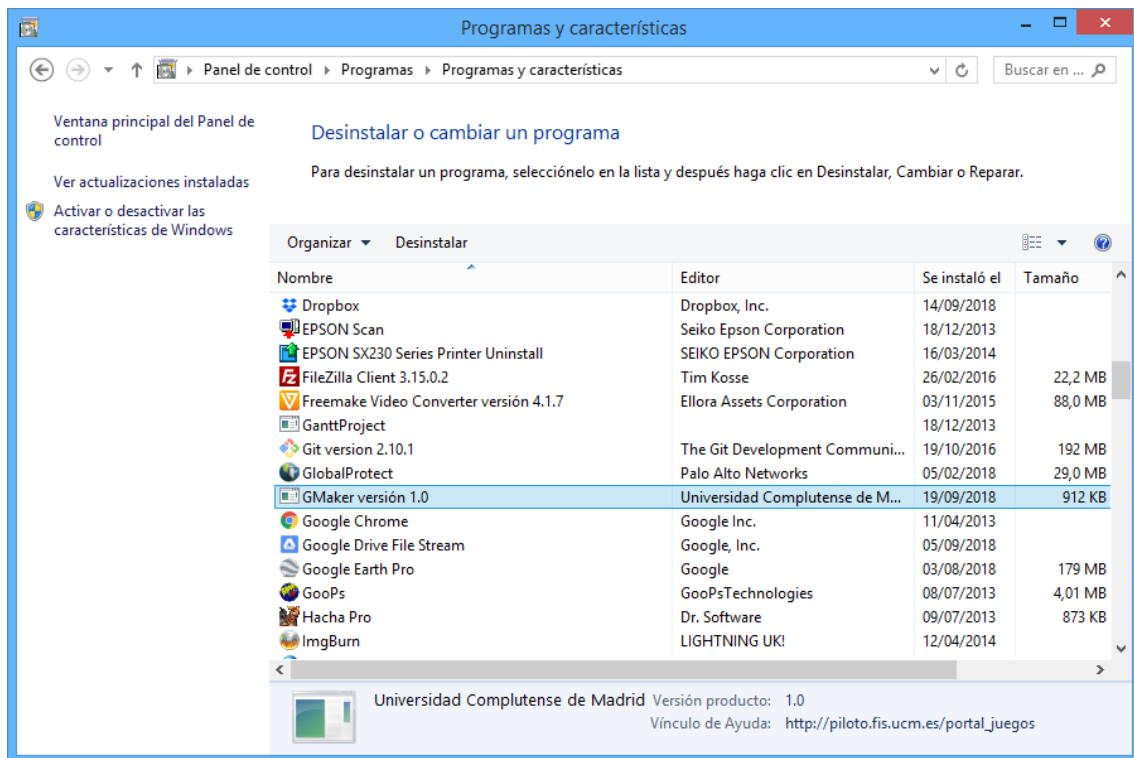 Programas y características
Panel de control Programas Programas y características
Buscar en ...
Ventana principal del Panel de
control
Ver actualizaciones instaladas
Activar o desactivar las
características de Windows
Desinstalar o cambiar un programa
Para desinstalar un programa, selecciónelo en la lista y después haga clic en Desinstalar, Cambiar o Reparar.
Organizar Desinstalar
Nombre Editor Se instaló el Tamaño
Dropbox Dropbox, Inc. 14/09/2018
EPSON Scan Seiko Epson Corporation 18/12/2013
EPSON SX230 Series Printer Uninstall SEIKO EPSON Corporation 16/03/2014
FileZilla Client 3.15.0.2 Tim Kosse 26/02/2016 22,2 MB
Freemake Video Converter versión 4.1.7 Ellora Assets Corporation 03/11/2015 88,0 MB
GanttProject 18/12/2013
Git version 2.10.1 The Git Development Communi... 19/10/2016 192 MB
GlobalProtect Palo Alto Networks 05/02/2018 29,0 MB
GMaker versión 1.0 Universidad Complutense de M... 19/09/2018 912 KB
Google Chrome Google Inc. 11/04/2013
Google Drive File Stream Google, Inc. 05/09/2018
Google Earth Pro Google 03/08/2018 179 MB
GooPs GooPsTechnologies 08/07/2013 4,01 MB
Hacha Pro Dr. Software 09/07/2013 873 KB
ImgBurn LIGHTNING UK! 12/04/2014
Universidad Complutense de Madrid Versión producto: 1.0
Vínculo de Ayuda: http://piloto.fis.ucm.es/portal_juegos